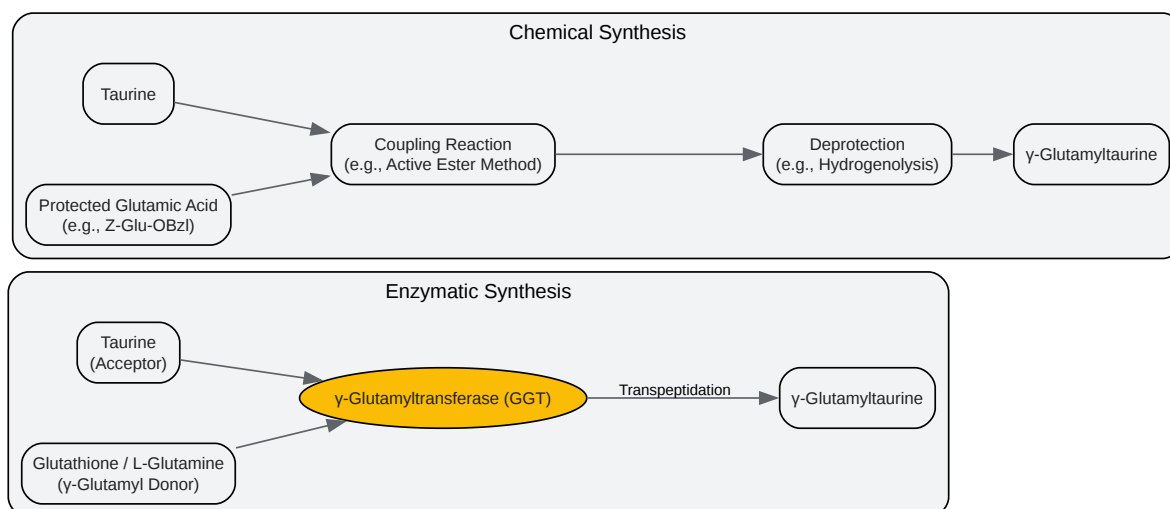 Chemical Synthesis
Taurine
Protected Glutamic Acid
(e.g., Z-Glu-OBzl)
Coupling Reaction
(e.g., Active Ester Method)
Deprotection
(e.g., Hydrogenolysis)
γ-Glutamyltaurine
Enzymatic Synthesis
Taurine
(Acceptor)
Glutathione / L-Glutamine
(γ-Glutamyl Donor)
γ-Glutamyltransferase (GGT)
Transpeptidation
γ-Glutamyltaurine